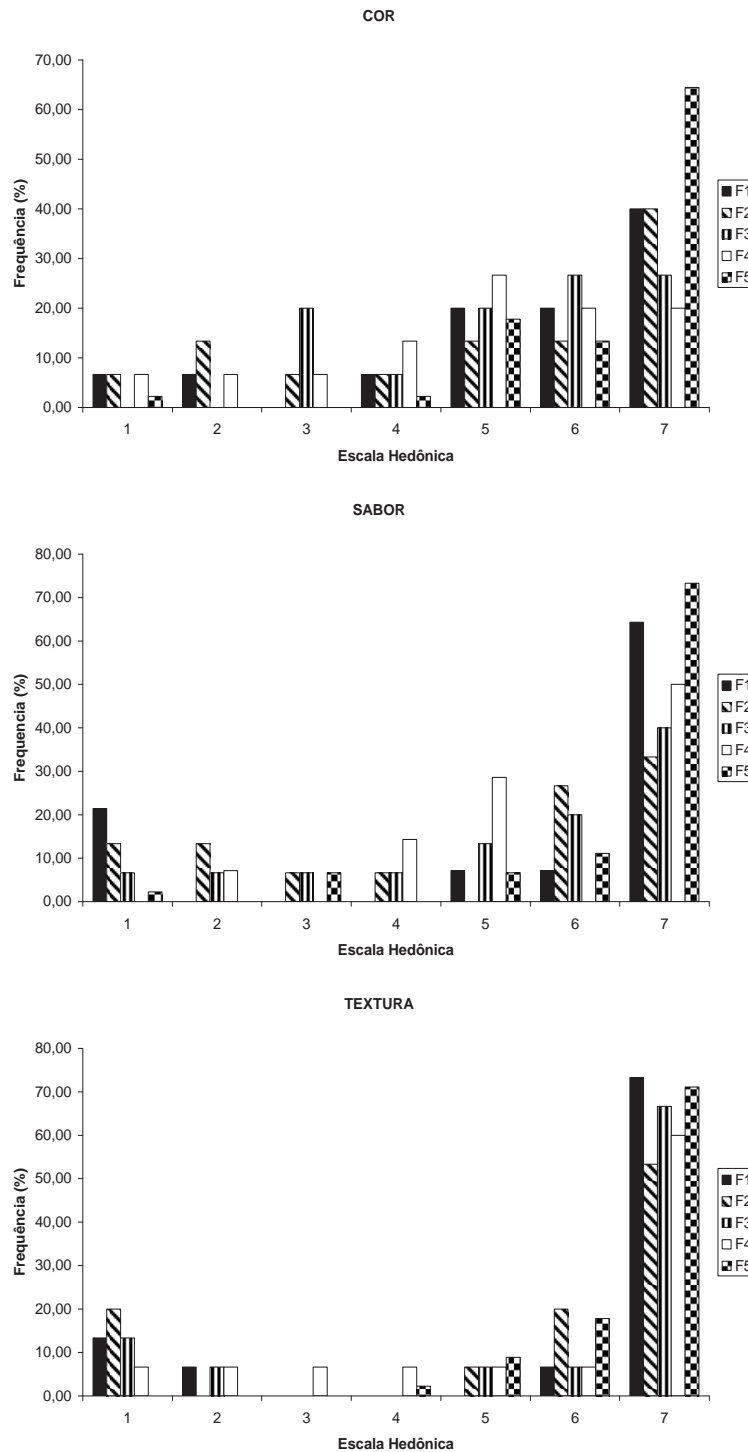 COR
70,00
60,00
50,00
40,00
30,00
20,00
10,00
0,00
Frequência (%)
1 2 3 4 5 6 7
Escala Hedônica
F1
F2
F3
F4
F5
SABOR
80,00
70,00
60,00
50,00
40,00
30,00
20,00
10,00
0,00
Frequencia (%)
1 2 3 4 5 6 7
Escala Hedônica
F1
F2
F3
F4
F5
TEXTURA
80,00
70,00
60,00
50,00
40,00
30,00
20,00
10,00
0,00
Frequência (%)
1 2 3 4 5 6 7
Escala Hedônica
F1
F2
F3
F4
F5